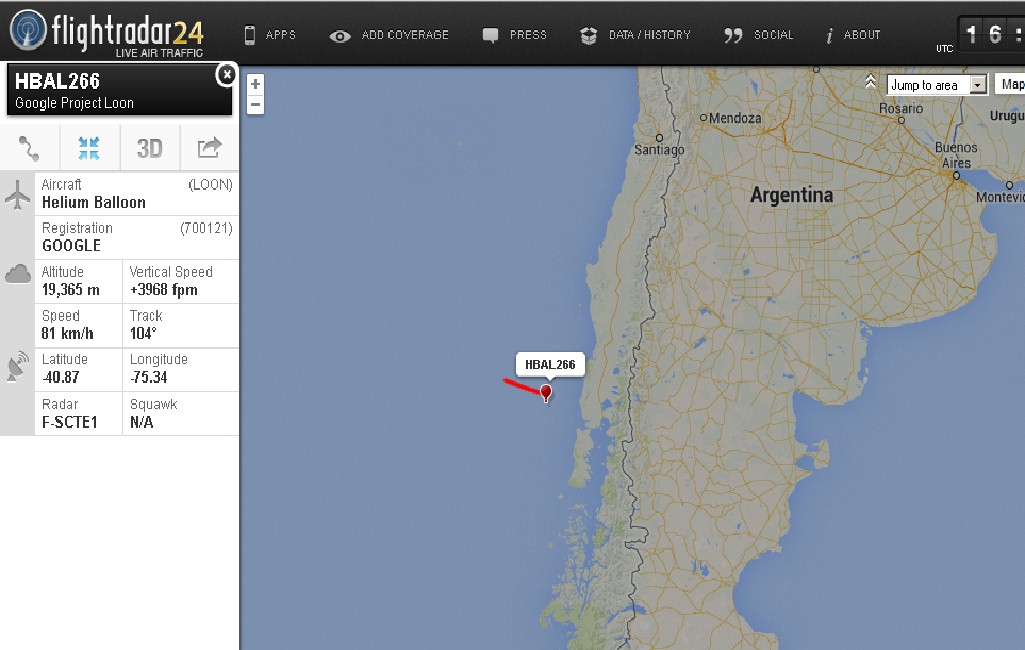 flightradar24
LIVE AIR TRAFFIC
APPS
ADD COVERAGE
PRESS
DATA / HISTORY
SOCIAL
ABOUT
UTC
16:
HBAL266
Google Project Loon
3D
Aircraft (LOON)
Helium Balloon
Registration (700121)
GOOGLE
Altitude Vertical Speed
19,365 m +3968 fpm
Speed Track
81 km/h 104°
Latitude Longitude
-40.87 -75.34
Radar Squawk
F-SCTE1 N/A
+
−
Jump to area
Map
Mendoza
Santiago
Rosario
Urugu
Buenos
Aires
Montevic
Argentina
HBAL266